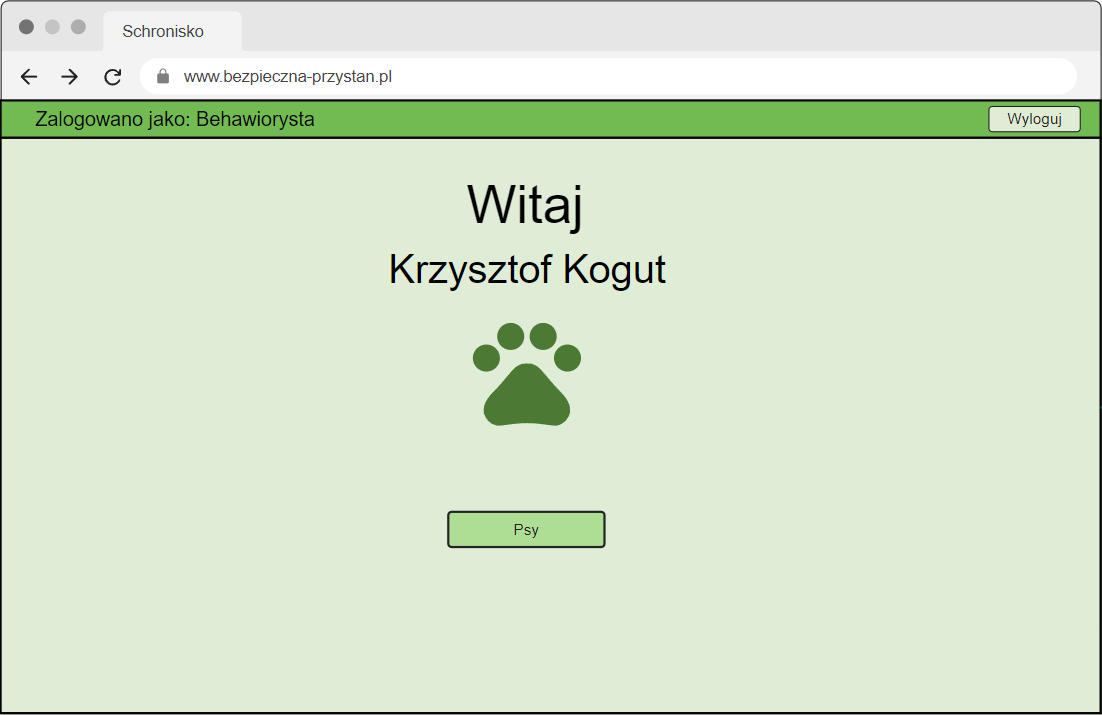 Schronisko
www.bezpieczna-przystan.pl
Zalogowano jako: Behawiorysta
Wyloguj
Witaj
Krzysztof Kogut
Psy